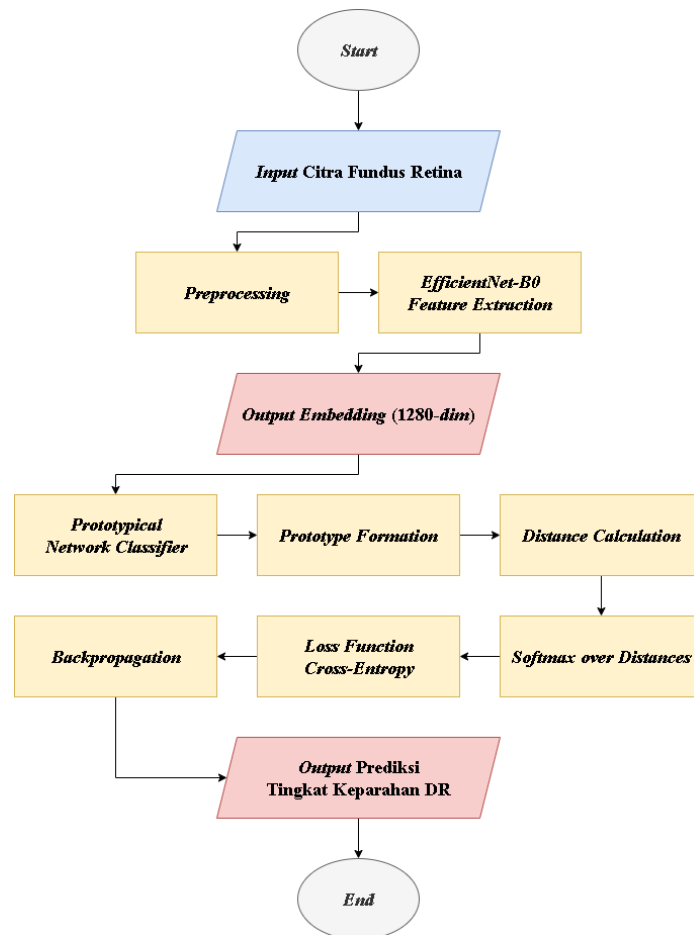 Start
Input Citra Fundus Retina
Preprocessing
EfficientNet-B0
Feature Extraction
Output Embedding (1280-dim)
Prototypical
Network Classifier
Prototype Formation
Distance Calculation
Backpropagation
Loss Function
Cross-Entropy
Softmax over Distances
Output Prediksi
Tingkat Keparahan DR
End